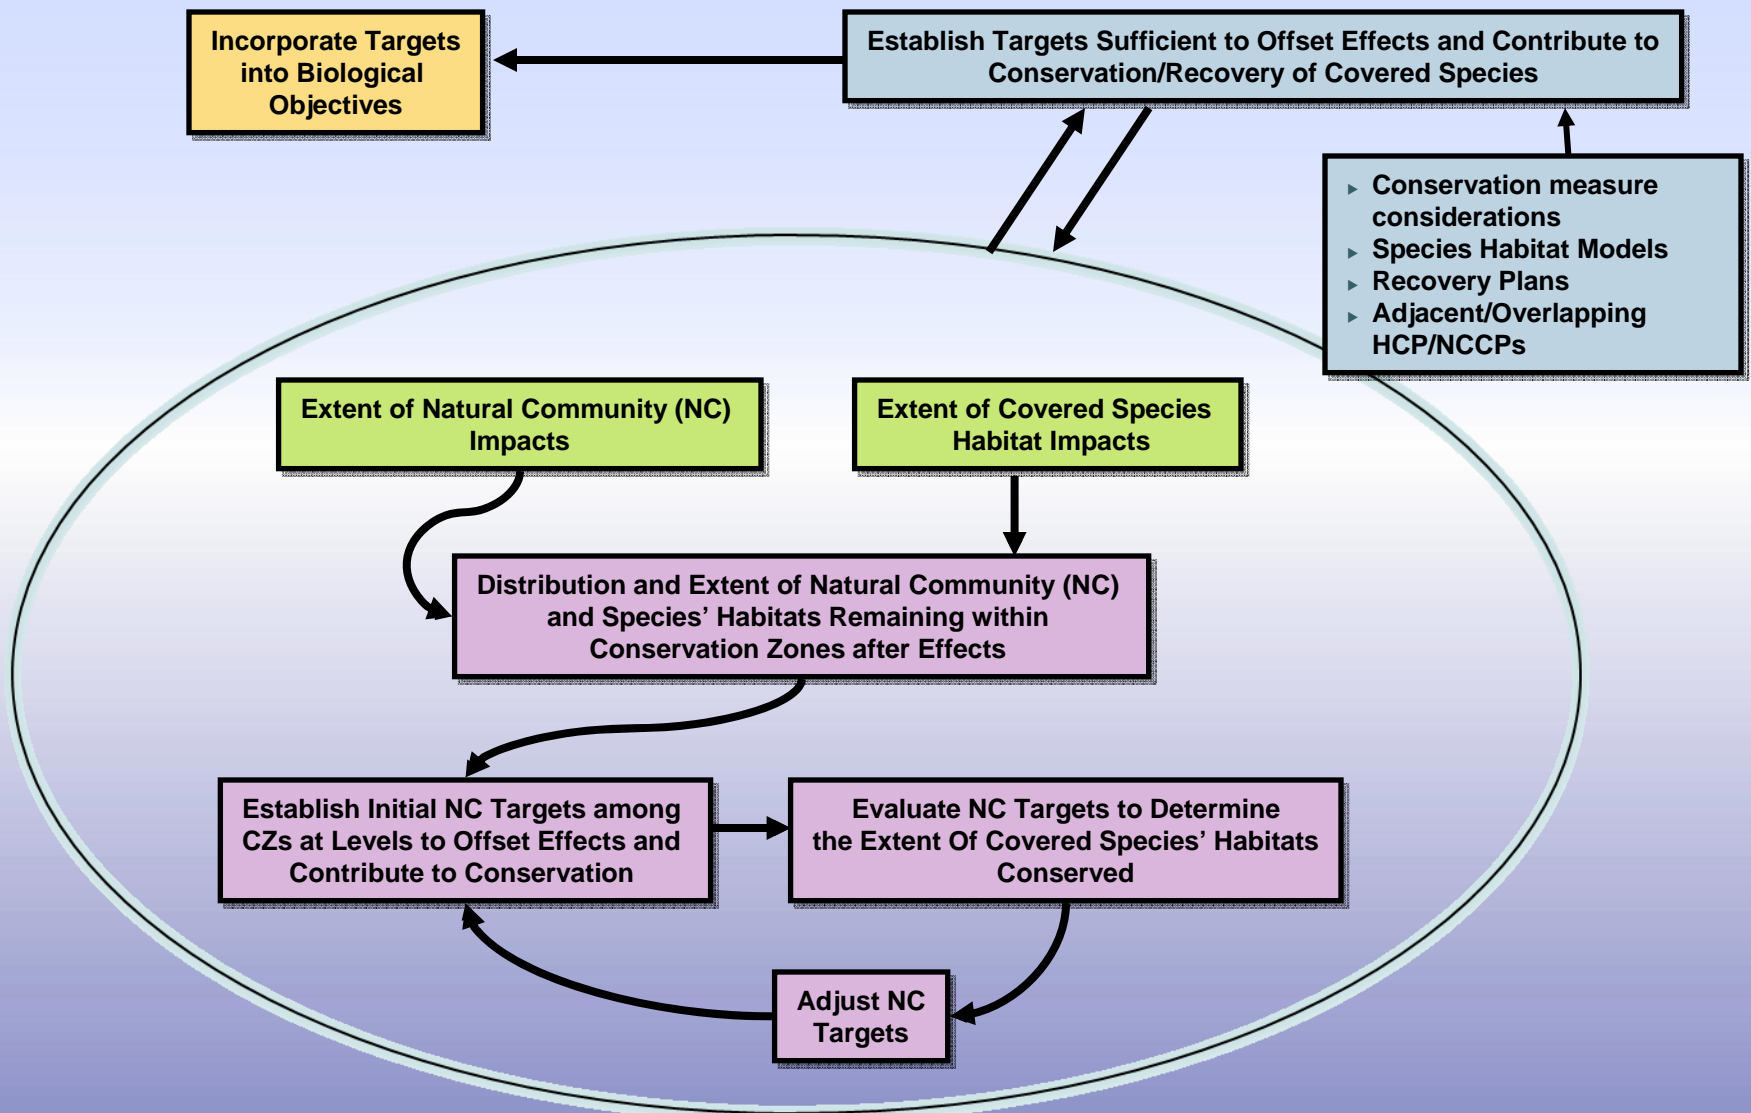 Incorporate Targets
into Biological
Objectives
Establish Targets Sufficient to Offset Effects and Contribute to
Conservation/Recovery of Covered Species
Conservation measure
considerations
Species Habitat Models
Recovery Plans
Adjacent/Overlapping
HCP/NCCPs
Extent of Natural Community (NC)
Impacts
Extent of Covered Species
Habitat Impacts
Distribution and Extent of Natural Community (NC)
and Species’ Habitats Remaining within
Conservation Zones after Effects
Establish Initial NC Targets among
CZs at Levels to Offset Effects and
Contribute to Conservation
Evaluate NC Targets to Determine
the Extent Of Covered Species’ Habitats
Conserved
Adjust NC
Targets